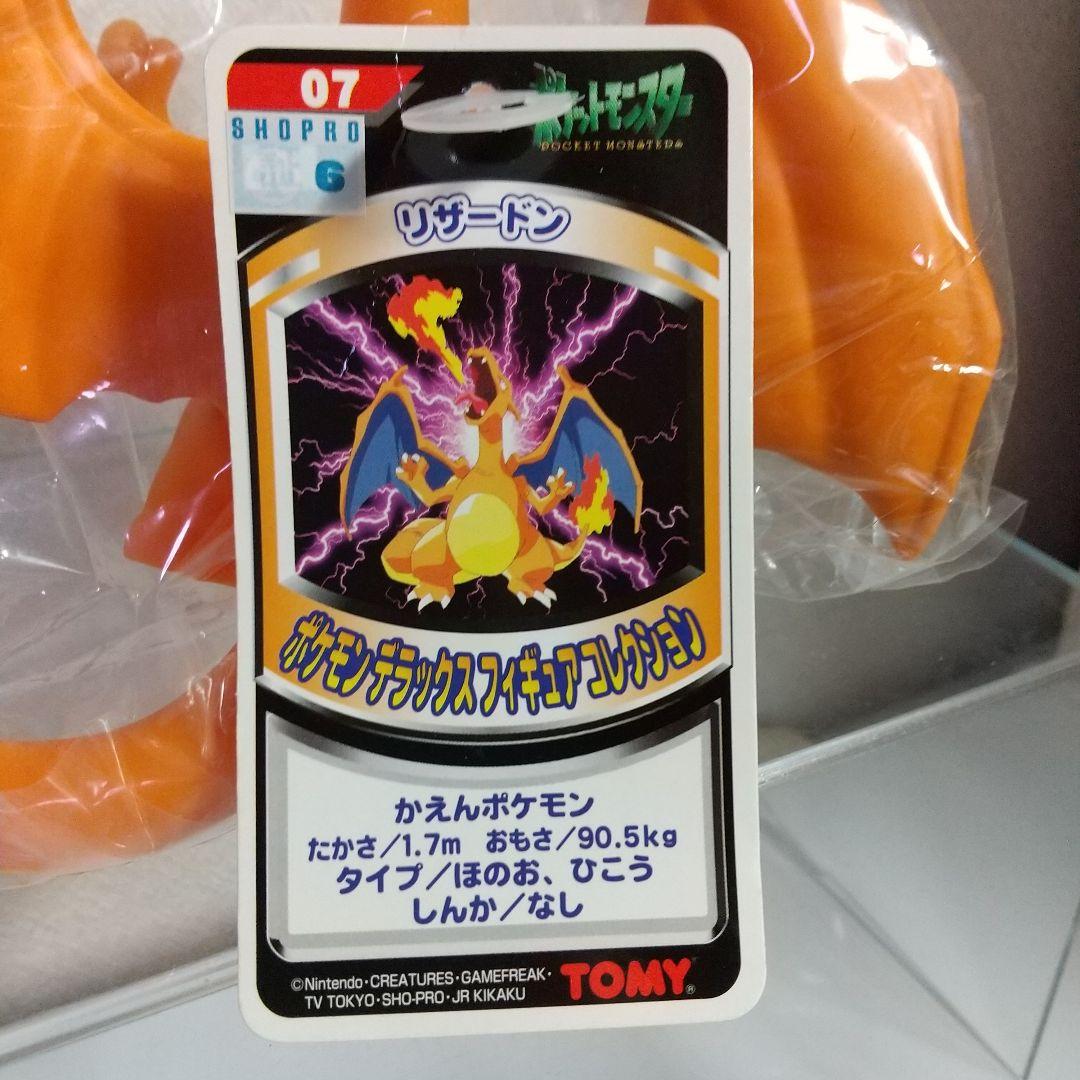 07
SHOPRO
6
ポケットモンスター
POCKET MONSTERS
リザードン
ポケモン デラックス フィギュア コレクション
かえんポケモン
たかさ/1.7m おもさ/90.5kg
タイプ/ほのお、ひこう
しんか/なし
©Nintendo・CREATURES・GAMEFREAK・
TV TOKYO・SHO-PRO・JR KIKAKU
TOMY®